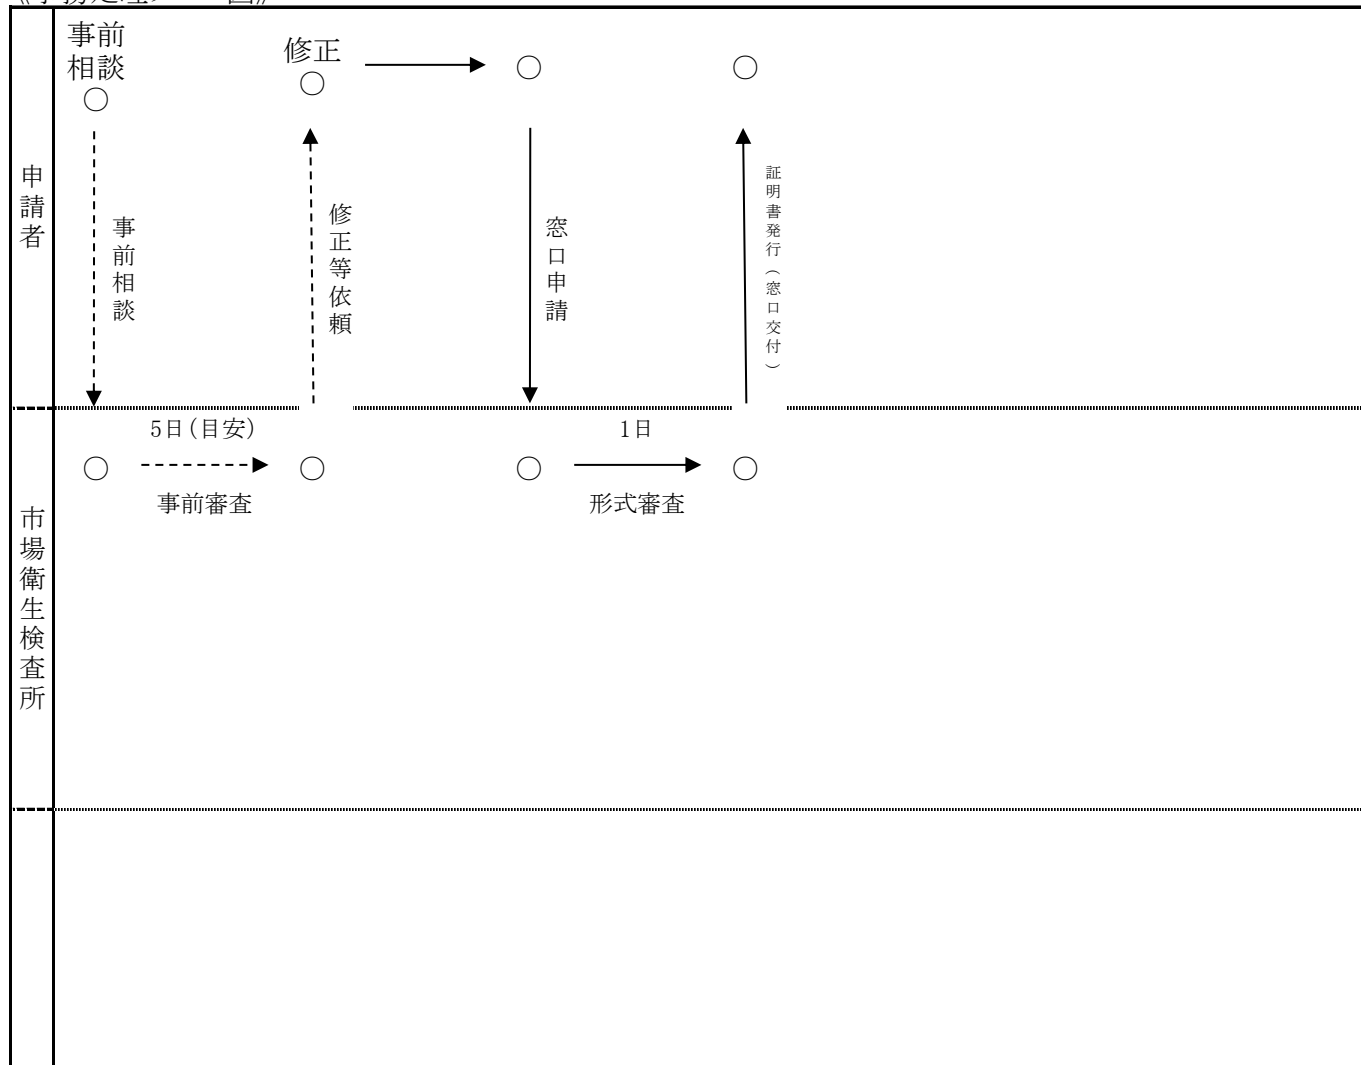 申請者
事前
相談
○
修正
○
○
○
事前相談
修正等依頼
窓口申請
証明書発行(窓口交付)
市場衛生検査所
5日(目安)
1日
○
○
○
○
事前審査
形式審査